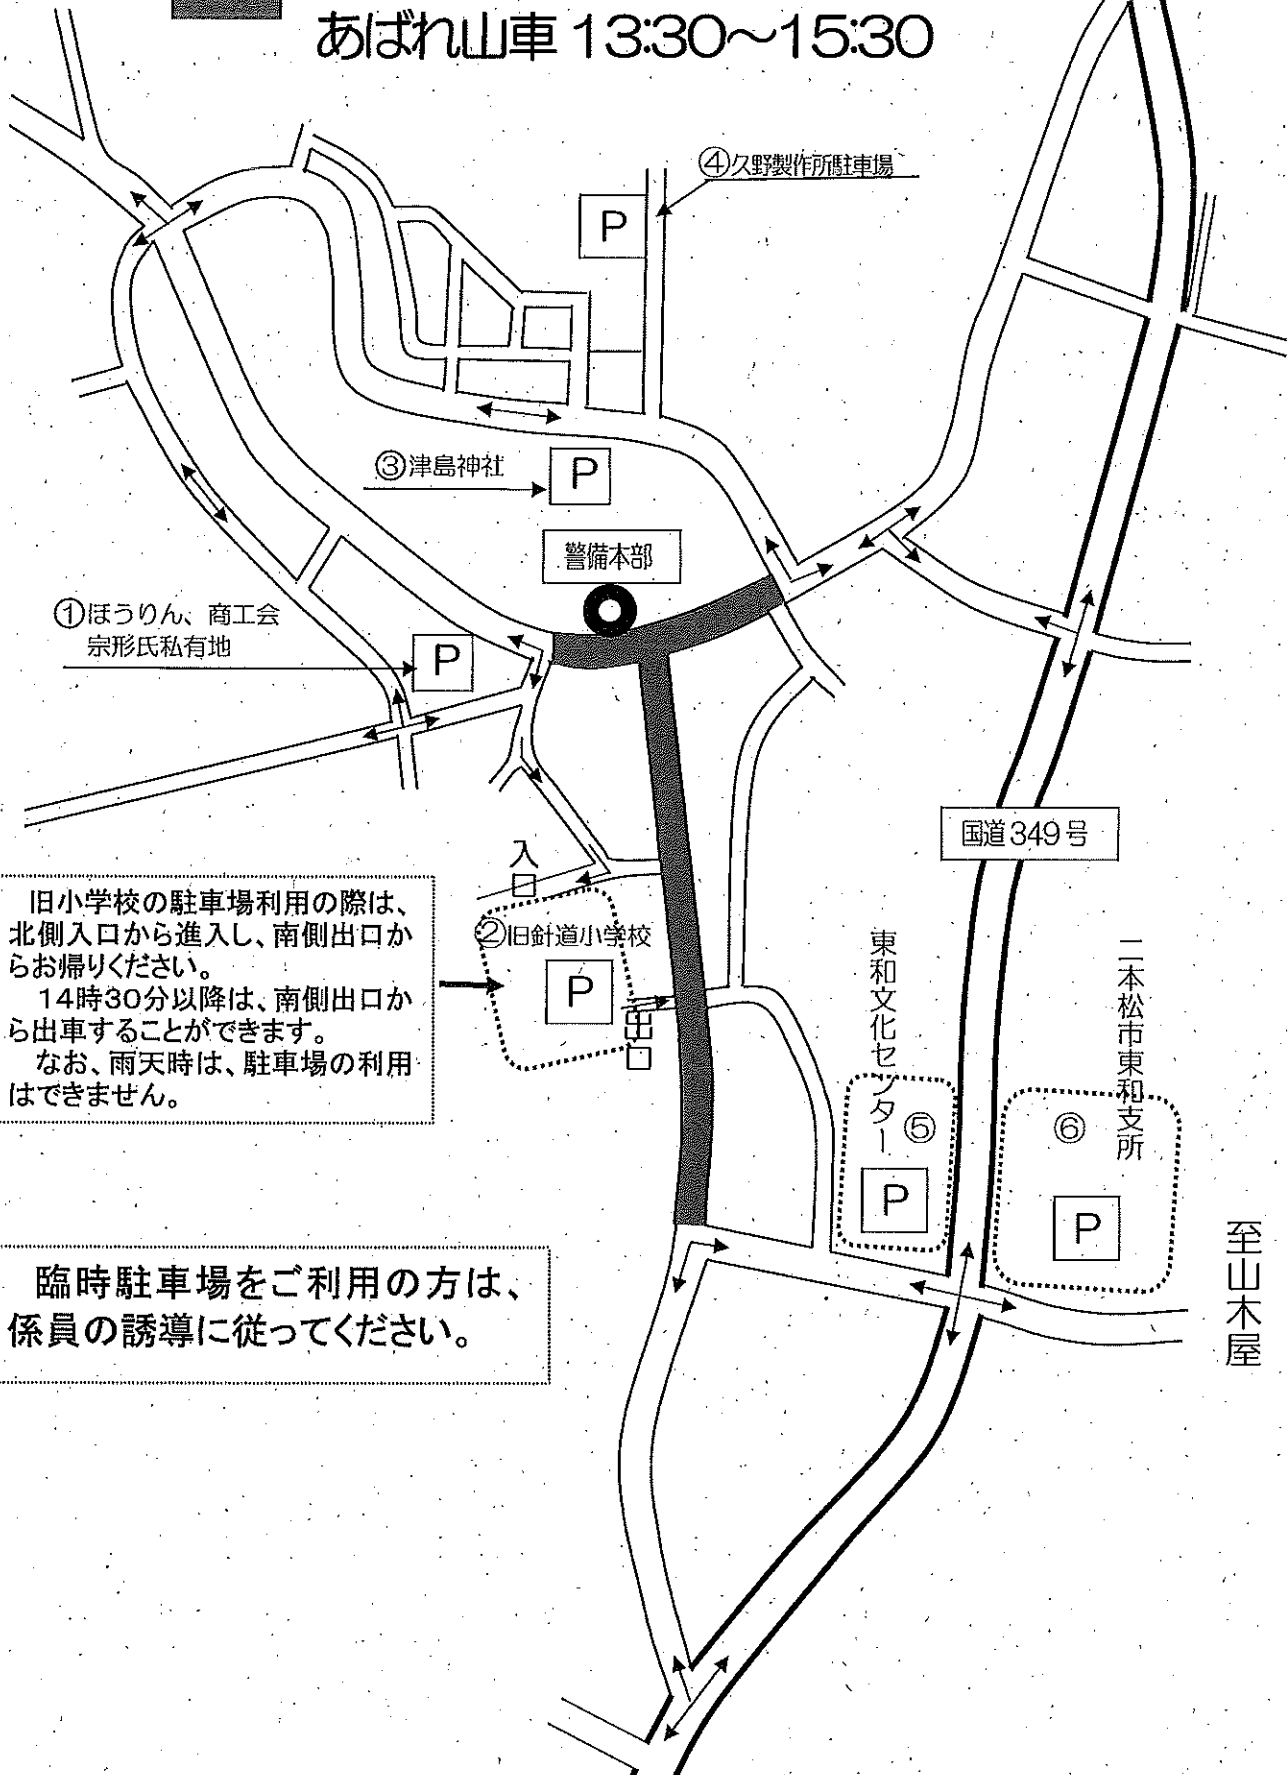 あばれ山車 13:30～15:30
④久野製作所駐車場
P
③津島神社
P
警備本部
①ほうりん、商工会
宗形氏私有地
P
国道349号
入口
旧小学校の駐車場利用の際は、
北側入口から進入し、南側出口か
らお帰りください。
14時30分以降は、南側出口か
ら出車することができます。
なお、雨天時は、駐車場の利用
はできません。
②旧針道小学校
P
出口
東和文化センター
⑤
P
二本松市東和支所
⑥
P
至山木屋
臨時駐車場をご利用の方は、
係員の誘導に従ってください。